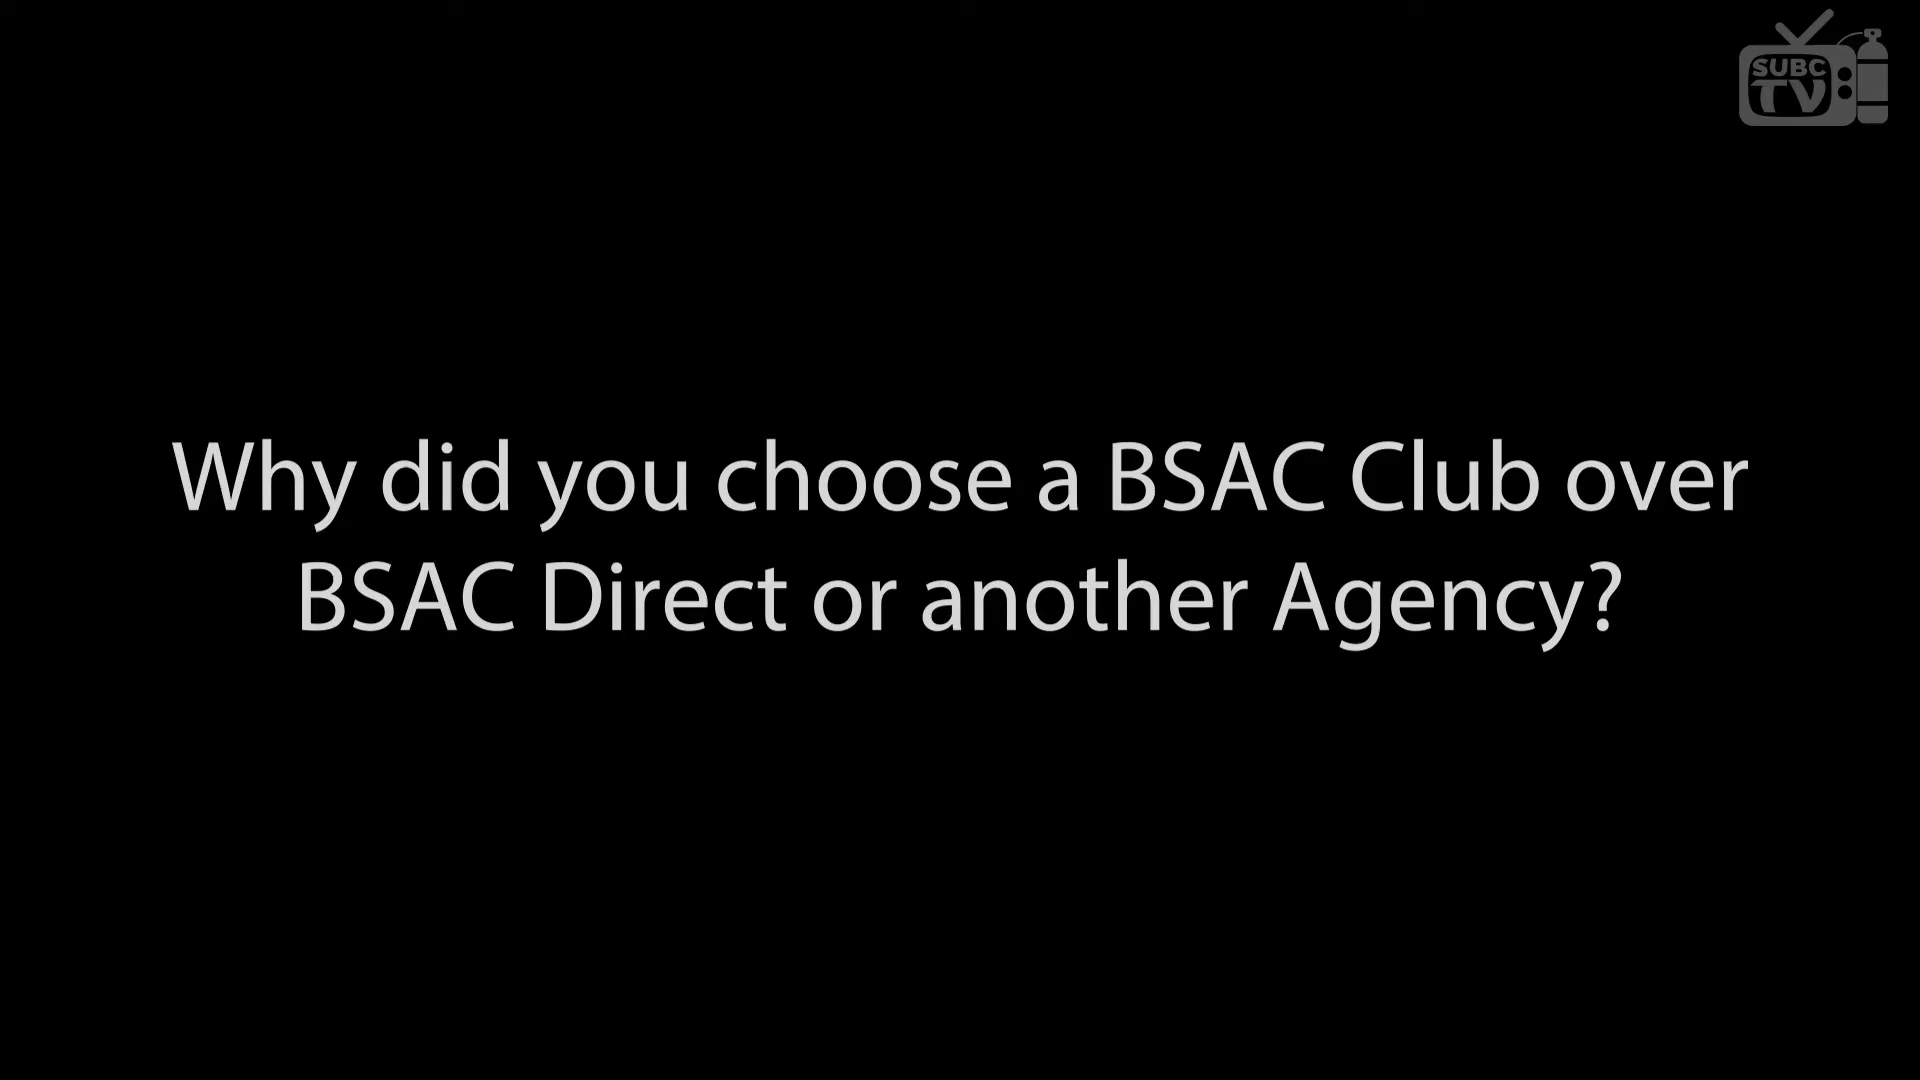 SUBC
TV
Why did you choose a BSAC Club over
BSAC Direct or another Agency?